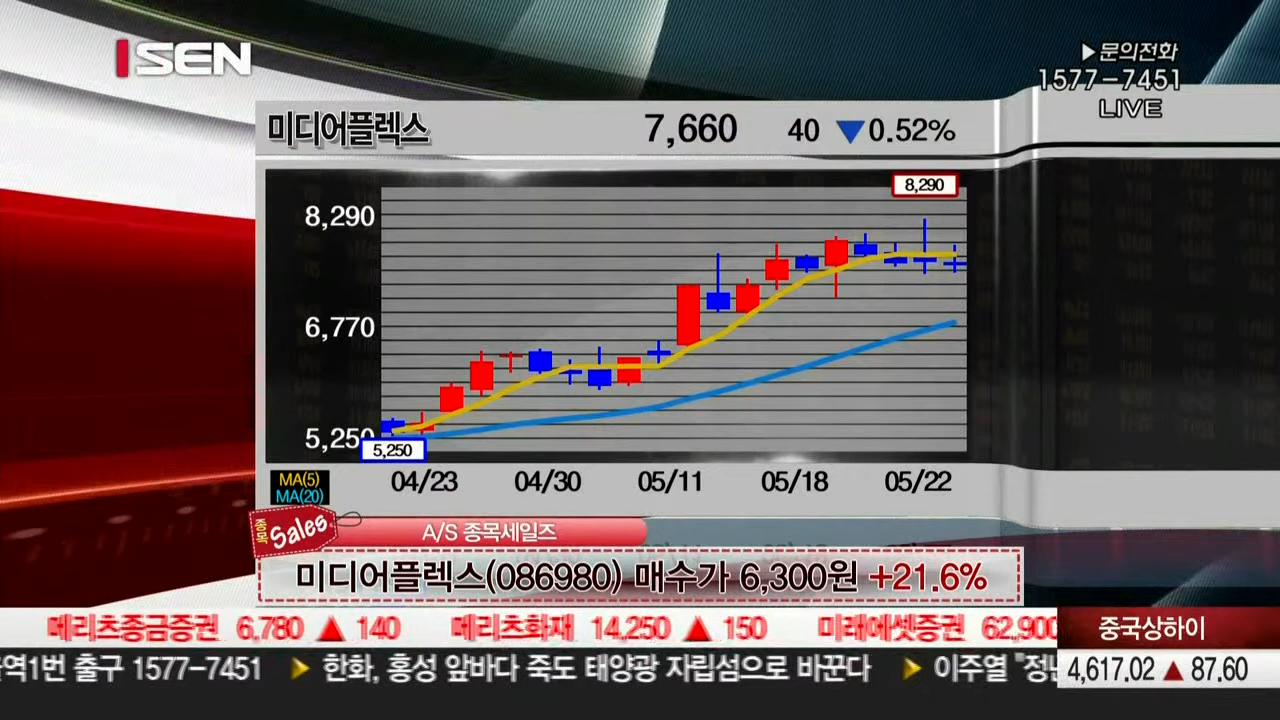 SEN
▶문의전화
1577-7451
LIVE
미디어플렉스 7,660 40 ▼0.52%
8,290
8,290
6,770
5,250
5,250
04/23 04/30 05/11 05/18 05/22
MA(5)
MA(20)
종목 Sales
A/S 종목세일즈
미디어플렉스(086980) 매수가 6,300원 +21.6%
메리츠종금증권 6,780 ▲ 140 메리츠화재 14,250 ▲ 150 미래에셋증권 62,900
중국상하이
역1번 출구 1577-7451 ▶ 한화, 홍성 앞바다 죽도 태양광 자립섬으로 바꾼다 ▶ 이주열 "정년
4,617.02 ▲ 87.60